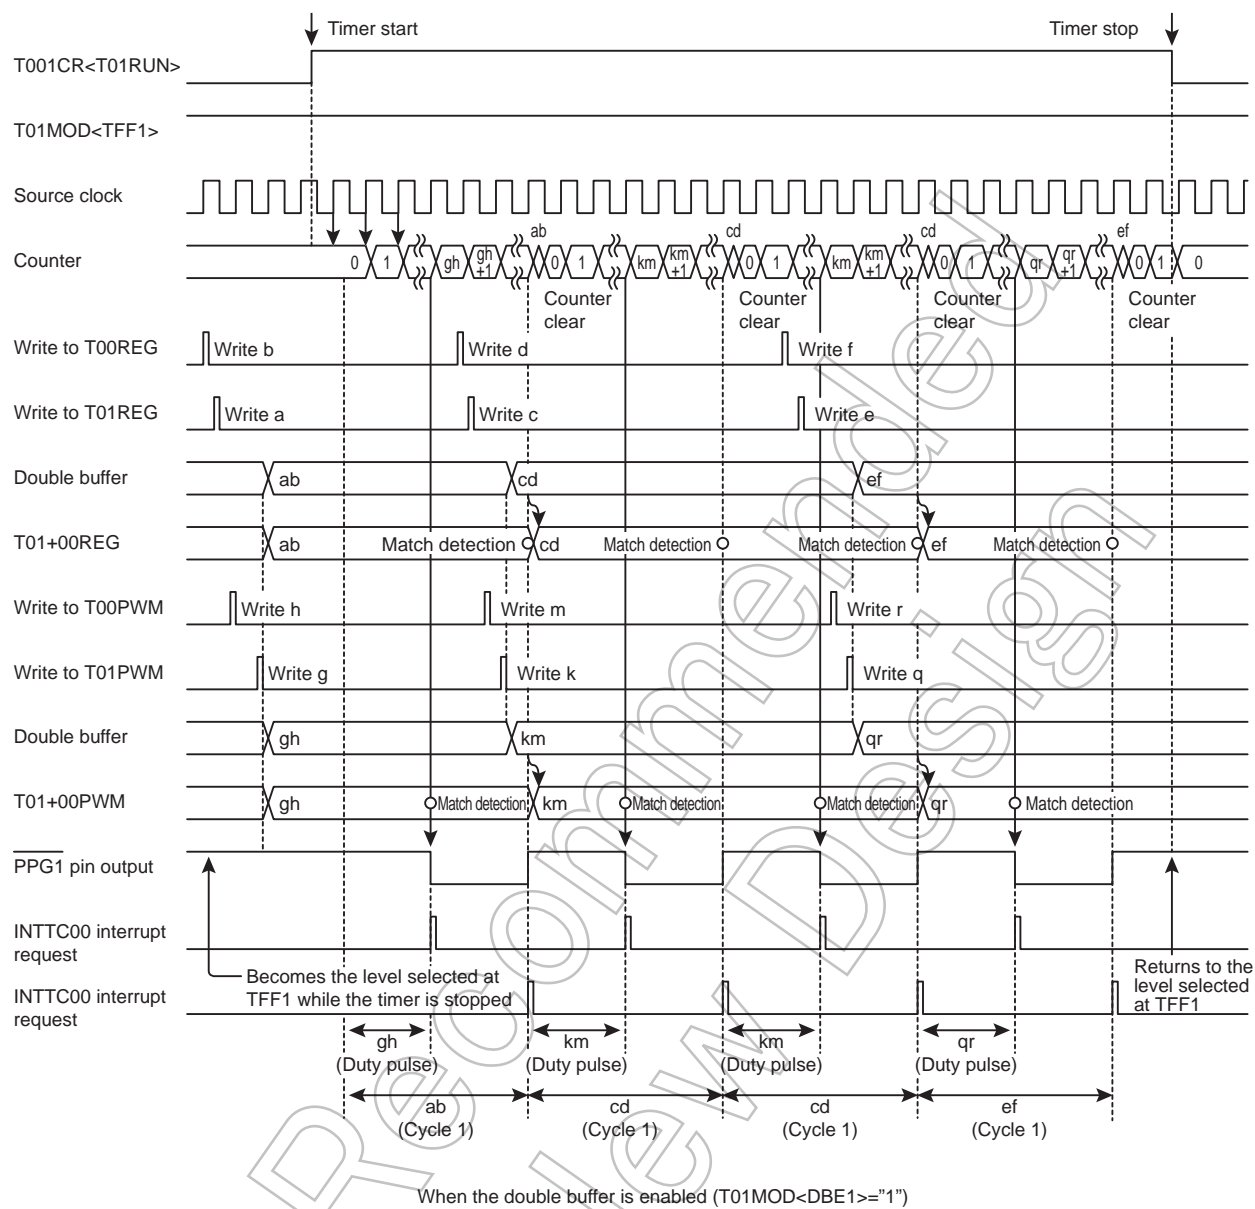 Timer start
Timer stop
T001CR<T01RUN>
T01MOD<TFF1>
Source clock
ab cd cd ef
Counter
0 1 gh gh+1 0 1 km km+1 0 1 km km+1 0 1 qr qr+1 0 1 0
Counter clear Counter clear Counter clear Counter clear
Write to T00REG Write b Write d Write f
Write to T01REG Write a Write c Write e
Double buffer ab cd ef
T01+00REG ab Match detection cd Match detection Match detection ef Match detection
Write to T00PWM Write h Write m Write r
Write to T01PWM Write g Write k Write q
Double buffer gh km qr
T01+00PWM gh Match detection km Match detection Match detection qr Match detection
PPG1 pin output
INTTC00 interrupt
request
Becomes the level selected at
TFF1 while the timer is stopped
Returns to the
level selected
at TFF1
INTTC00 interrupt
request
gh km km qr
(Duty pulse) (Duty pulse) (Duty pulse) (Duty pulse)
ab cd cd ef
(Cycle 1) (Cycle 1) (Cycle 1) (Cycle 1)
When the double buffer is enabled (T01MOD<DBE1>="1")
Recommended
New Design